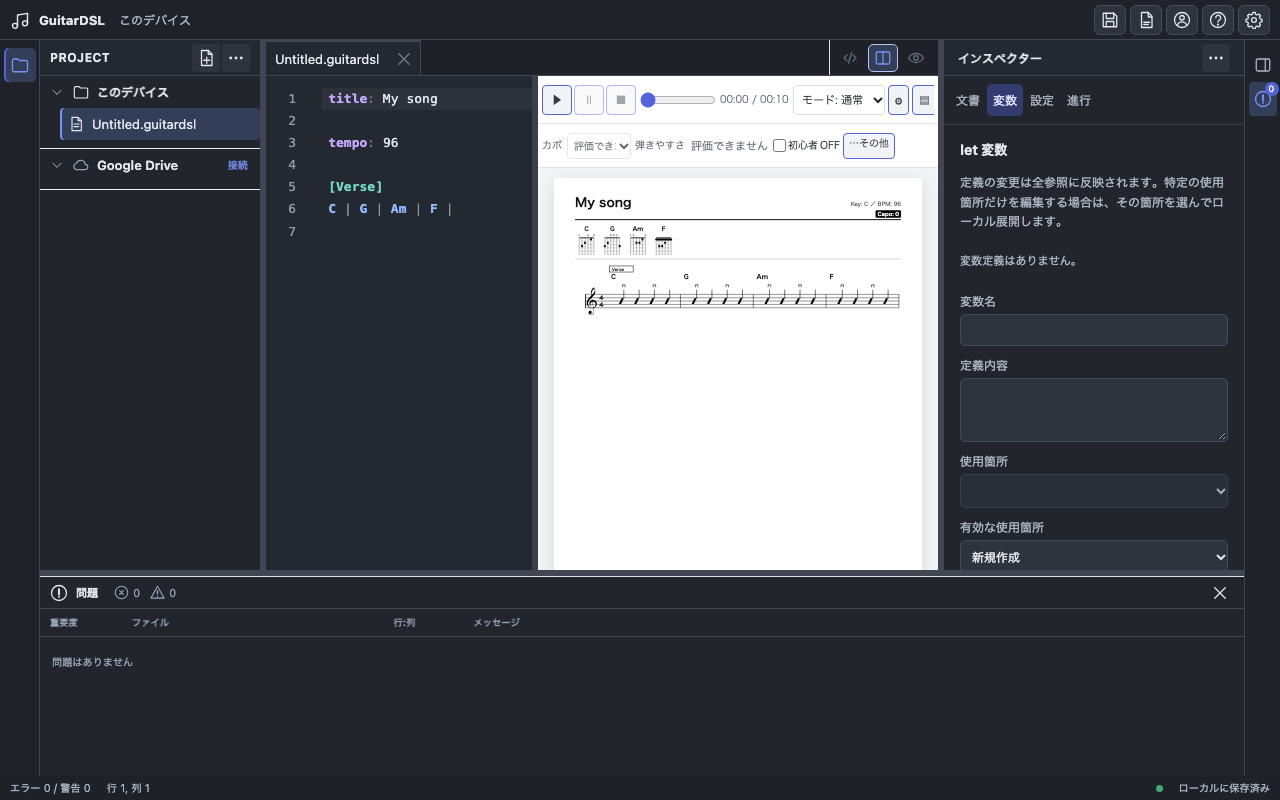 GuitarDSL このデバイス
PROJECT
このデバイス
Untitled.guitardsl
Google Drive 接続
Untitled.guitardsl
1 title: My song
2
3 tempo: 96
4
5 [Verse]
6 C | G | Am | F |
7
00:00 / 00:10 モード: 通常
カポ 評価でき: 弾きやすさ 評価できません 初心者 OFF …その他
My song
Key: C / BPM: 96
Capo: 0
C G Am F
Verse
C G Am F
4
4
インスペクター
文書 変数 設定 進行
let 変数
定義の変更は全参照に反映されます。特定の使用
箇所だけを編集する場合は、その箇所を選んでロ
ーカル展開します。
変数定義はありません。
変数名
定義内容
使用箇所
有効な使用箇所
新規作成
0
問題 0 0
重要度 ファイル 行:列 メッセージ
問題はありません
エラー 0 / 警告 0 行 1, 列 1
ローカルに保存済み